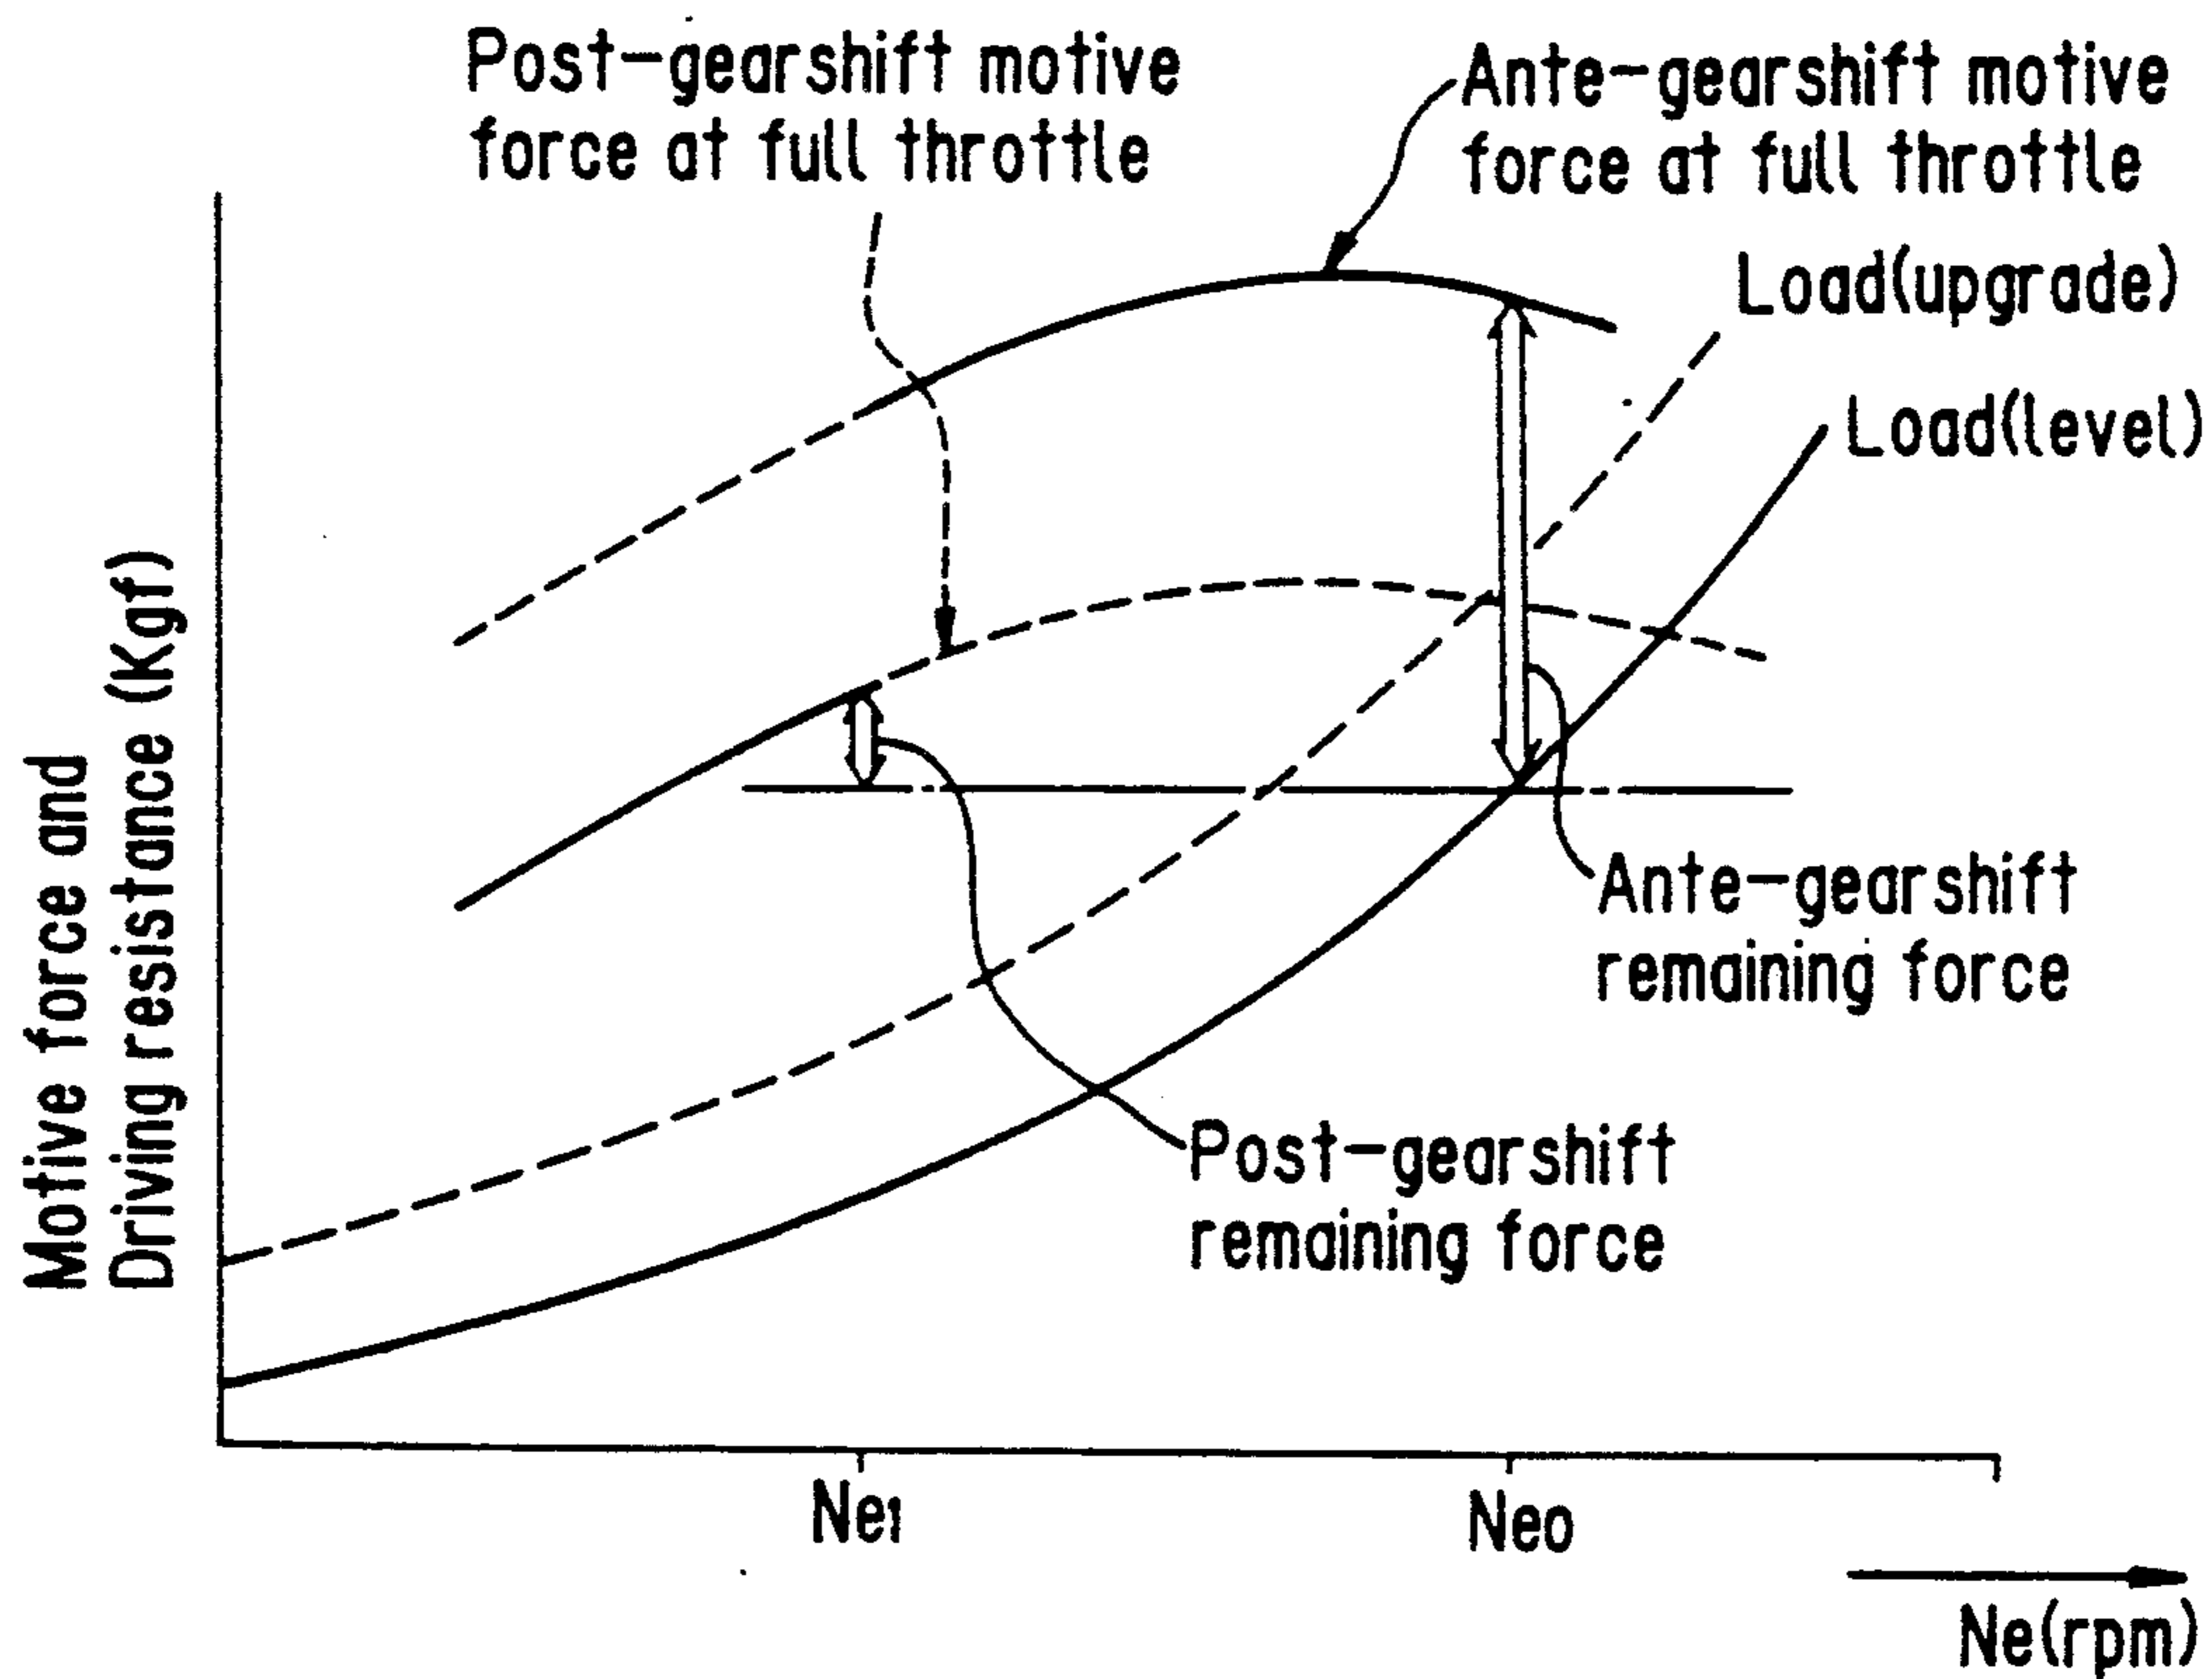 Post-gearshift motive
force at full throttle
Ante-gearshift motive
force at full throttle
Load(upgrade)
Load(level)
Motive force and
Driving resistance (Kgf)
Ante-gearshift
remaining force
Post-gearshift
remaining force
Ne1
Neo
Ne(rpm)